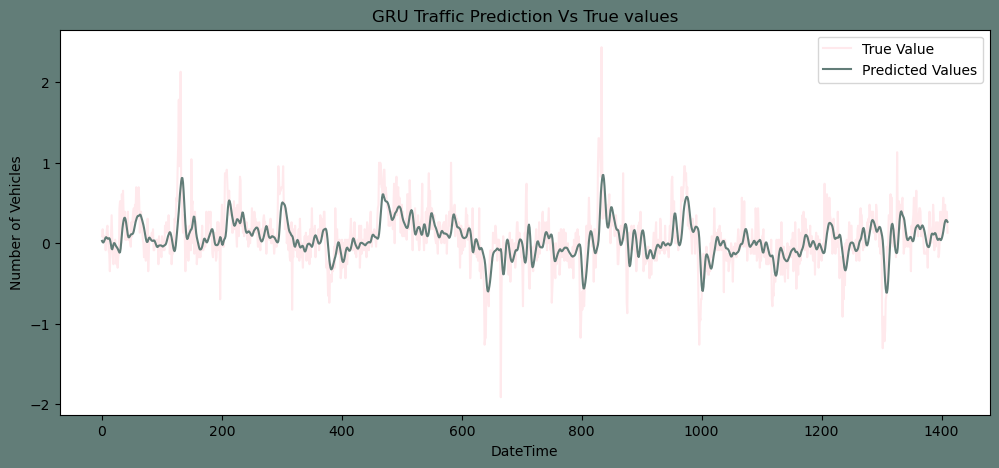 GRU Traffic Prediction Vs True values
True Value
Predicted Values
Number of Vehicles
2
1
0
−1
−2
0 200 400 600 800 1000 1200 1400
DateTime